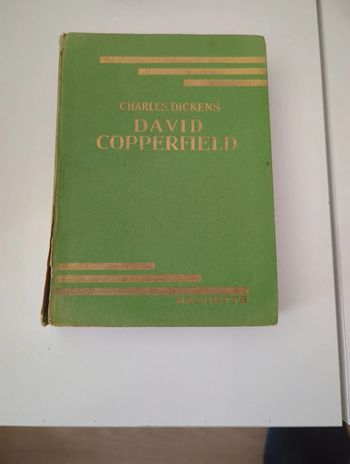 CHARLES DICKENS
DAVID
COPPERFIELD
HACHETTE